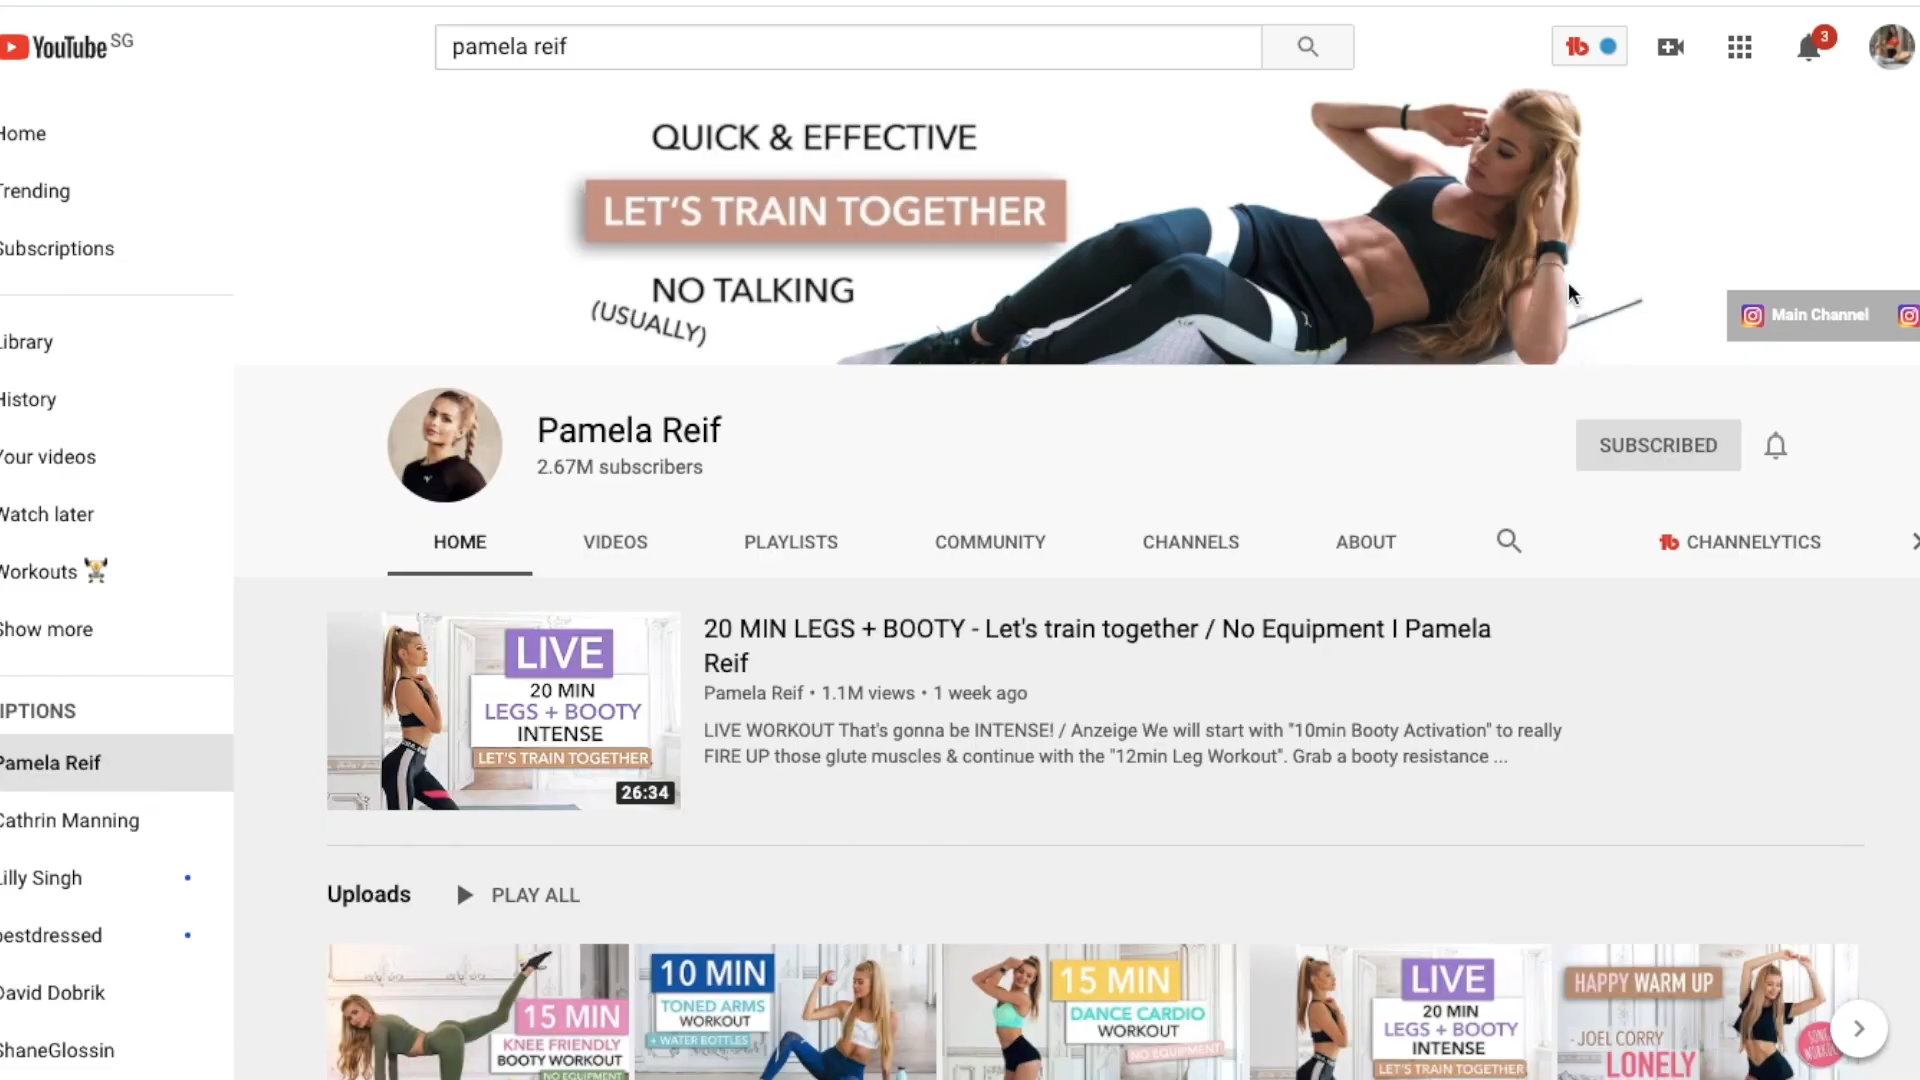 YouTube SG
pamela reif
3
Home
Trending
Subscriptions
Library
History
Your videos
Watch later
Workouts
Show more
IPTIONS
Pamela Reif
Cathrin Manning
Lilly Singh
bestdressed
David Dobrik
ShaneGlossin
QUICK & EFFECTIVE
LET'S TRAIN TOGETHER
NO TALKING
(USUALLY)
Main Channel
Pamela Reif
2.67M subscribers
SUBSCRIBED
HOME VIDEOS PLAYLISTS COMMUNITY CHANNELS ABOUT CHANNELYTICS
LIVE
20 MIN
LEGS + BOOTY
INTENSE
LET'S TRAIN TOGETHER
26:34
20 MIN LEGS + BOOTY - Let's train together / No Equipment I Pamela
Reif
Pamela Reif • 1.1M views • 1 week ago
LIVE WORKOUT That's gonna be INTENSE! / Anzeige We will start with "10min Booty Activation" to really
FIRE UP those glute muscles & continue with the "12min Leg Workout". Grab a booty resistance ...
Uploads PLAY ALL
15 MIN
KNEE FRIENDLY
BOOTY WORKOUT
NO EQUIPMENT
10 MIN
TONED ARMS
WORKOUT
+ WATER BOTTLES
15 MIN
DANCE CARDIO
WORKOUT
NO EQUIPMENT
LIVE
20 MIN
LEGS + BOOTY
INTENSE
LET'S TRAIN TOGETHER
HAPPY WARM UP
- JOEL CORRY
LONELY